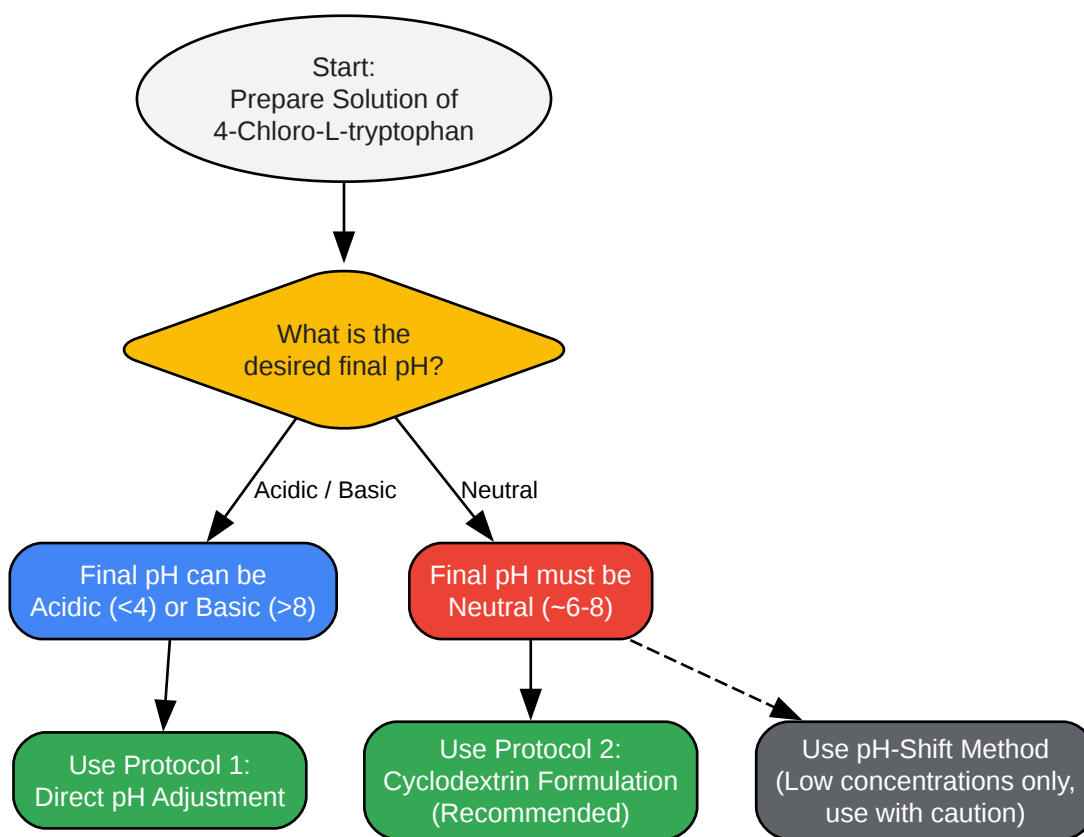 Start:
Prepare Solution of
4-Chloro-L-tryptophan
What is the
desired final pH?
Acidic / Basic
Neutral
Final pH can be
Acidic (<4) or Basic (>8)
Final pH must be
Neutral (~6-8)
Use Protocol 1:
Direct pH Adjustment
Use Protocol 2:
Cyclodextrin Formulation
(Recommended)
Use pH-Shift Method
(Low concentrations only,
use with caution)